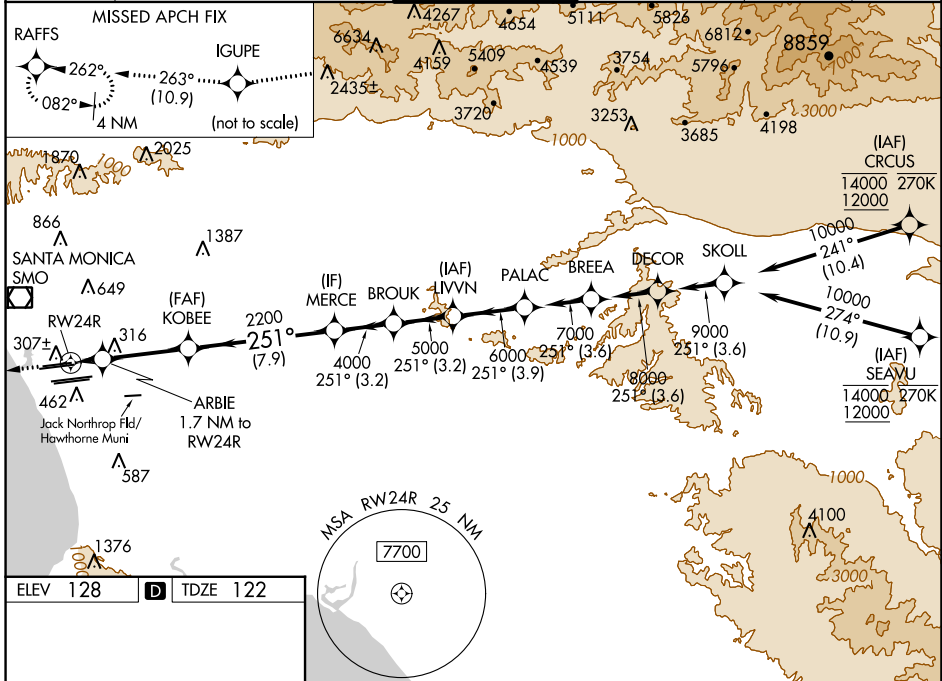 MISSED APCH FIX
RAFFS
IGUPE
262°
263°
(10.9)
082°
4 NM
(not to scale)
4267
4654
5111
5826
6634
4159
5409
4539
3754
6812
8859
5796
2435±
3720
3253
3685
4198
3000
1000
1000
2025
1870
1000
(IAF)
CRCUS
14000 270K
12000
866
1387
10000
241°
(10.4)
SANTA MONICA
SMO
649
(IF)
MERCE
BROUK
(IAF)
LIVVN
PALAC
BREEA
DECOR
SKOLL
10000
274°
(10.9)
(FAF)
KOBEE
RW24R
316
307±
2200
251°
(7.9)
4000
251° (3.2)
5000
251° (3.2)
6000
251° (3.9)
7000
251° (3.6)
8000
251° (3.6)
9000
251° (3.6)
(IAF)
SEAVU
14000 270K
12000
462
Jack Northrop Fld/
Hawthorne Muni
ARBIE
1.7 NM to
RW24R
587
1000
4100
3000
MSA RW24R 25 NM
7700
1376
ELEV 128
D
TDZE 122